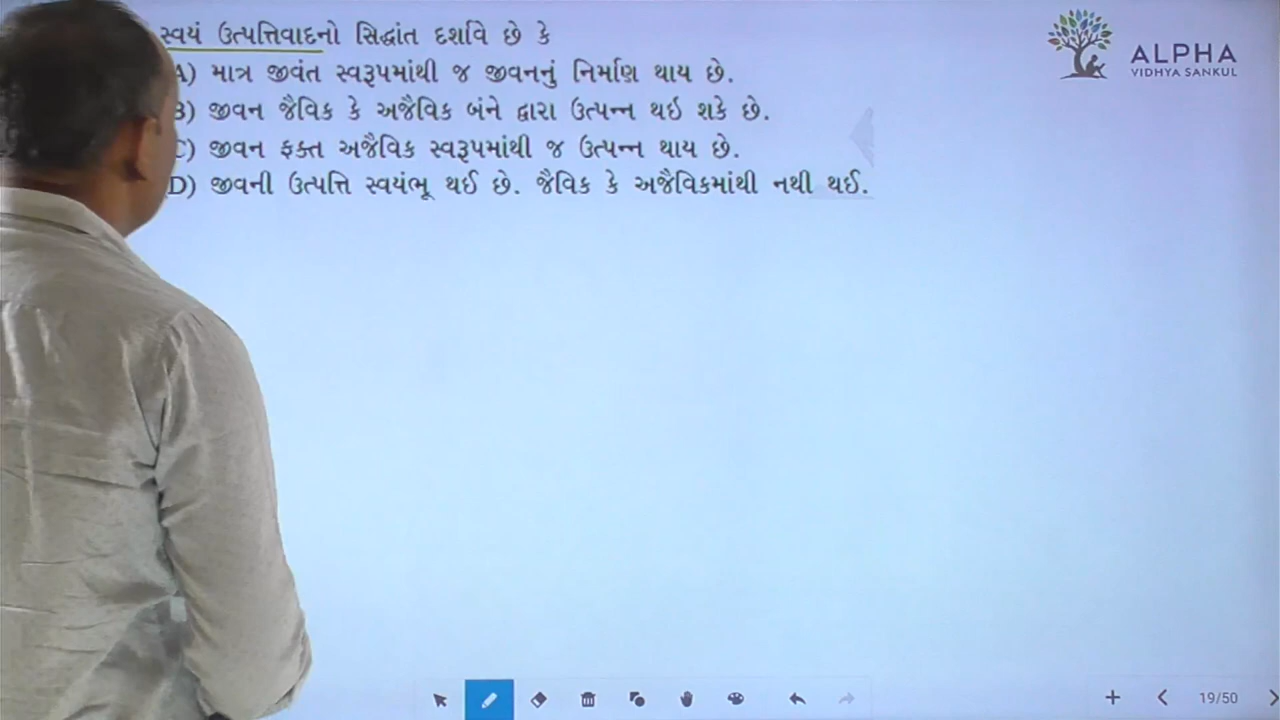 સ્વયં ઉત્પત્તિવાદનો સિદ્ધાંત દર્શાવે છે કે
A) માત્ર જીવંત સ્વરૂપમાંથી જ જીવનનું નિર્માણ થાય છે.
B) જીવન જૈવિક કે અજૈવિક બંને દ્વારા ઉત્પન્ન થઇ શકે છે.
C) જીવન ફક્ત અજૈવિક સ્વરૂપમાંથી જ ઉત્પન્ન થાય છે.
D) જીવની ઉત્પત્તિ સ્વયંભૂ થઈ છે. જૈવિક કે અજૈવિકમાંથી નથી થઈ.
ALPHA
VIDHYA SANKUL
19/50